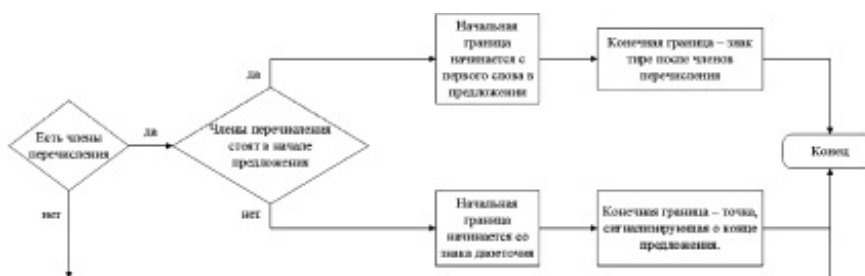 Начальная
граница
начинается с
первого слова в
предложении
Конечная граница – знак
тире после членов
перечисления
да
Есть члены
перечисления
да
Члены перечисления
стоят в начале
предложения
Конец
нет
нет
Начальная
граница
начинается со
знака двоеточия
Конечная граница – точка,
сигнализирующая о конце
предложения.